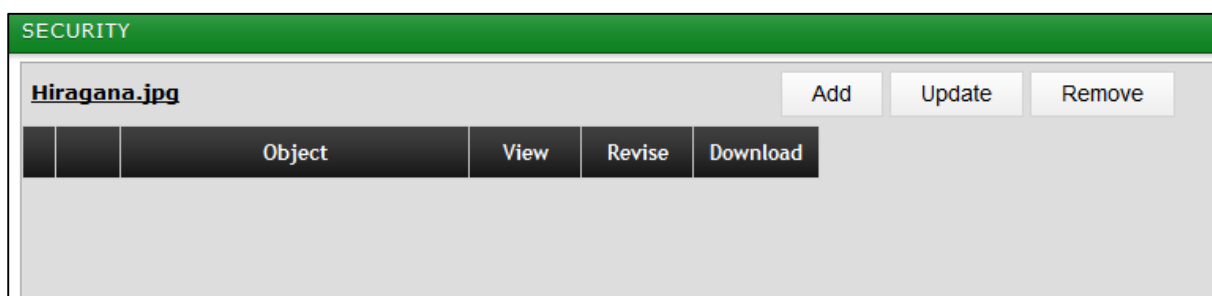 SECURITY
Hiragana.jpg Add Update Remove
Object View Revise Download